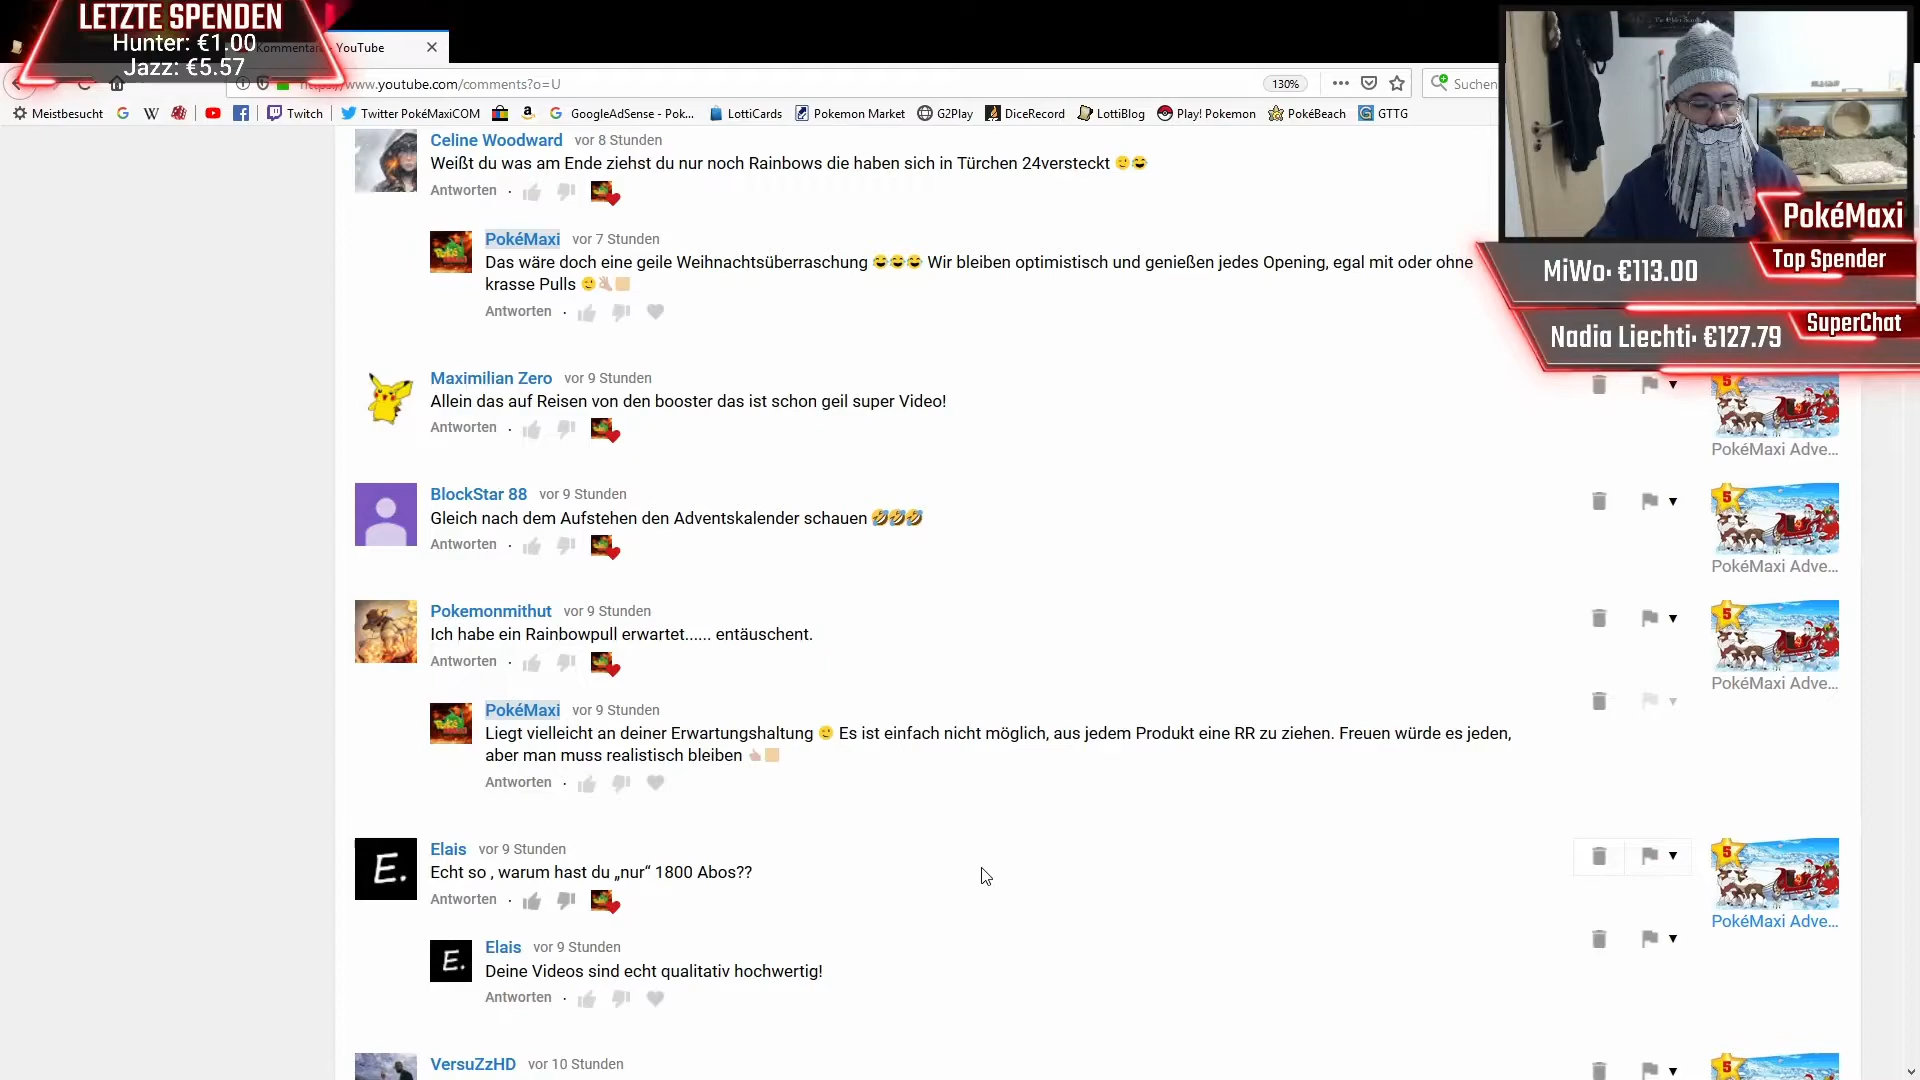 LETZTE SPENDEN
Hunter: €1.00
Jazz: €5.57
Kommentare - YouTube
https://www.youtube.com/comments?o=U
130%
Suchen
Meistbesucht
Twitch
Twitter PokéMaxiCOM
GoogleAdSense - Pok...
LottiCards
Pokemon Market
G2Play
DiceRecord
LottiBlog
Play! Pokemon
PokéBeach
GTTG
PokéMaxi
Top Spender
MiWo: €113.00
SuperChat
Nadia Liechti: €127.79
Celine Woodward vor 8 Stunden
Weißt du was am Ende ziehst du nur noch Rainbows die haben sich in Türchen 24versteckt 🙂😂
Antworten
PokéMaxi vor 7 Stunden
Das wäre doch eine geile Weihnachtsüberraschung 😂😂😂 Wir bleiben optimistisch und genießen jedes Opening, egal mit oder ohne
krasse Pulls 🙂👌🏼
Antworten
Maximilian Zero vor 9 Stunden
Allein das auf Reisen von den booster das ist schon geil super Video!
Antworten
5
PokéMaxi Adve...
BlockStar 88 vor 9 Stunden
Gleich nach dem Aufstehen den Adventskalender schauen 🤣🤣🤣
Antworten
5
PokéMaxi Adve...
Pokemonmithut vor 9 Stunden
Ich habe ein Rainbowpull erwartet...... entäuschent.
Antworten
5
PokéMaxi Adve...
PokéMaxi vor 9 Stunden
Liegt vielleicht an deiner Erwartungshaltung 🙂 Es ist einfach nicht möglich, aus jedem Produkt eine RR zu ziehen. Freuen würde es jeden,
aber man muss realistisch bleiben 👆🏼
Antworten
E.
Elais vor 9 Stunden
Echt so , warum hast du „nur“ 1800 Abos??
Antworten
5
PokéMaxi Adve...
E.
Elais vor 9 Stunden
Deine Videos sind echt qualitativ hochwertig!
Antworten
VersuZzHD vor 10 Stunden
5